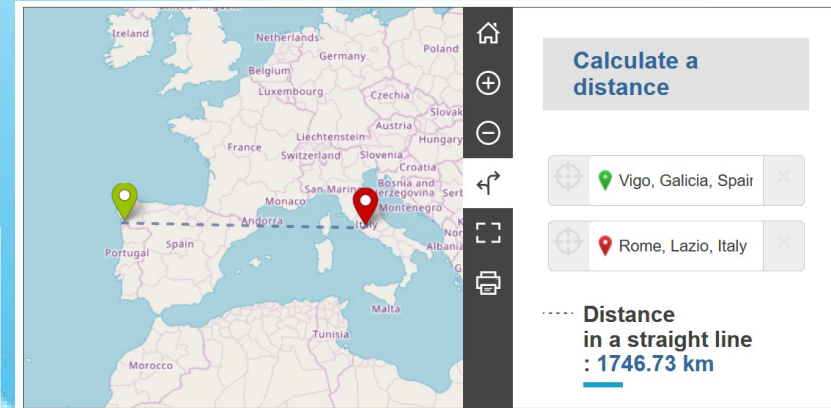 Ireland
Netherlands
Poland
Germany
Belgium
Luxembourg
Czechia
Slovak
Austria
Liechtenstein
Hungary
France
Switzerland
Slovenia
Croatia
San Marino
Bosnia and
Herzegovina
Serb
Monaco
Montenegro
Andorra
Italy
Spain
Portugal
Albania
Malta
Tunisia
Morocco
Calculate a
distance
Vigo, Galicia, Spain
Rome, Lazio, Italy
Distance
in a straight line
: 1746.73 km